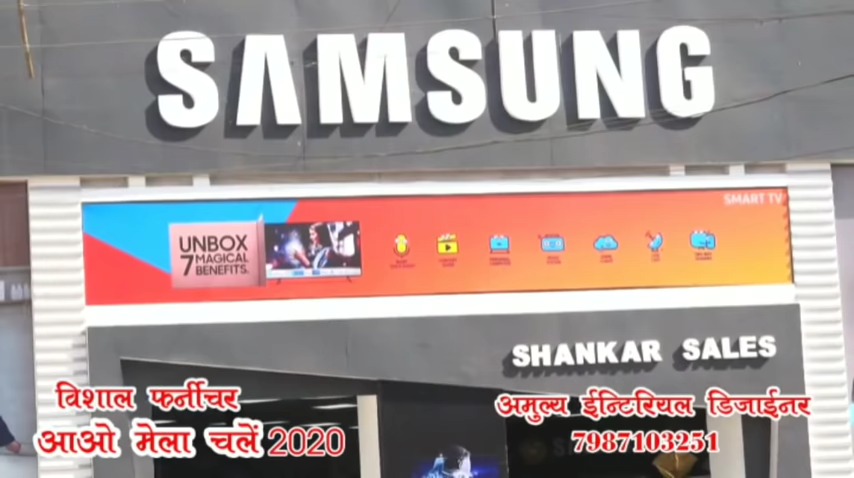 SAMSUNG
SMART TV
UNBOX
7 MAGICAL
BENEFITS.
SHANKAR SALES
विशाल फर्नीचर
आओ मेला चलें 2020
अमुल्य ईन्टिरियल डिजाईनर
7987103251